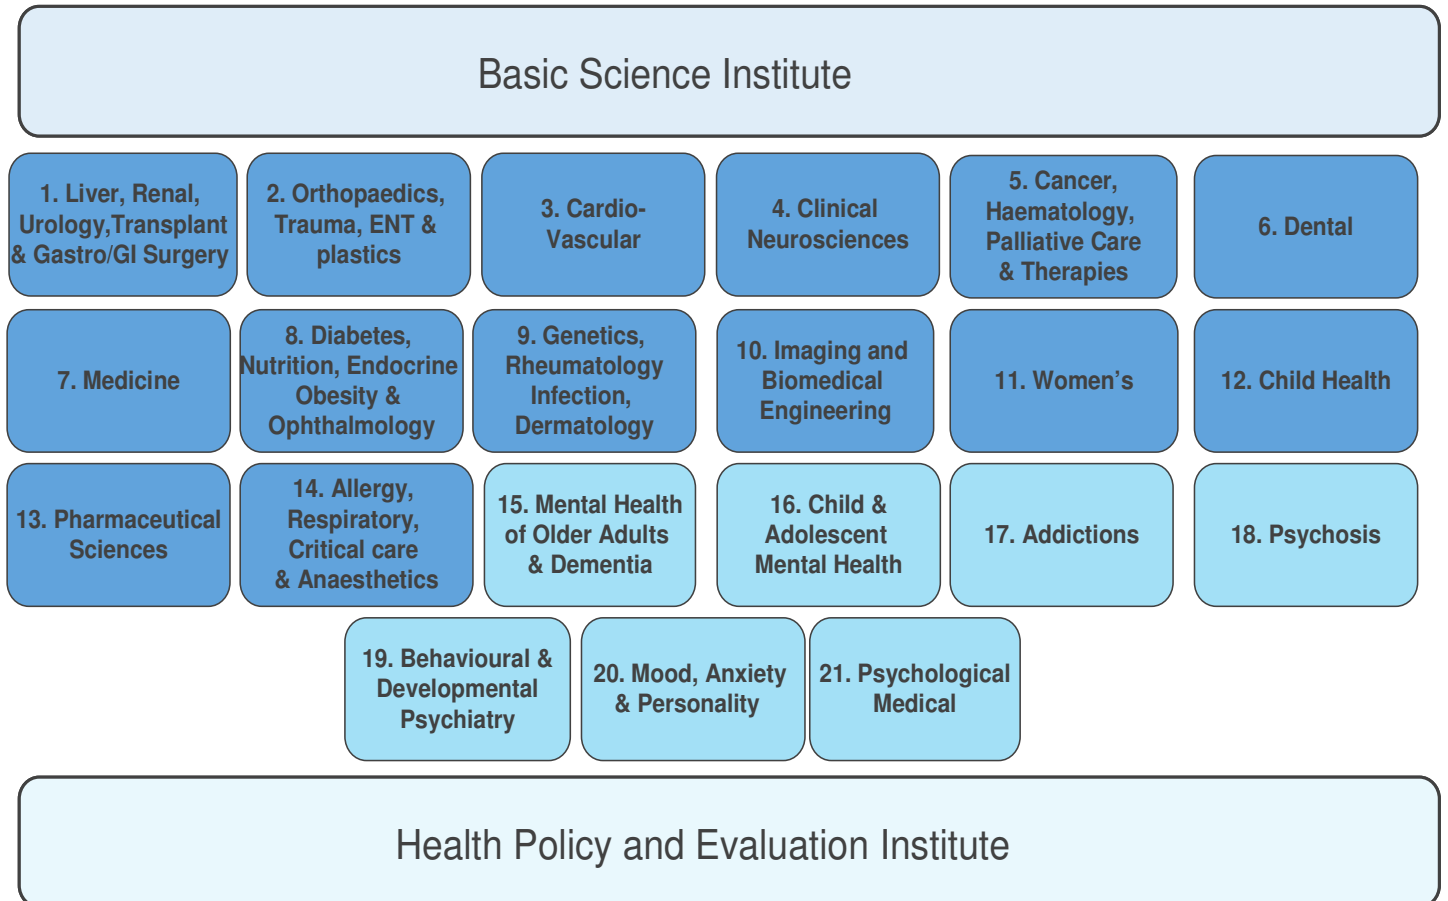 Basic Science Institute
1. Liver, Renal,
Urology,Transplant
& Gastro/GI Surgery
2. Orthopaedics,
Trauma, ENT &
plastics
3. Cardio-
Vascular
4. Clinical
Neurosciences
5. Cancer,
Haematology,
Palliative Care
& Therapies
6. Dental
7. Medicine
8. Diabetes,
Nutrition, Endocrine
Obesity &
Ophthalmology
9. Genetics,
Rheumatology
Infection,
Dermatology
10. Imaging and
Biomedical
Engineering
11. Women’s
12. Child Health
13. Pharmaceutical
Sciences
14. Allergy,
Respiratory,
Critical care
& Anaesthetics
15. Mental Health
of Older Adults
& Dementia
16. Child &
Adolescent
Mental Health
17. Addictions
18. Psychosis
19. Behavioural &
Developmental
Psychiatry
20. Mood, Anxiety
& Personality
21. Psychological
Medical
Health Policy and Evaluation Institute